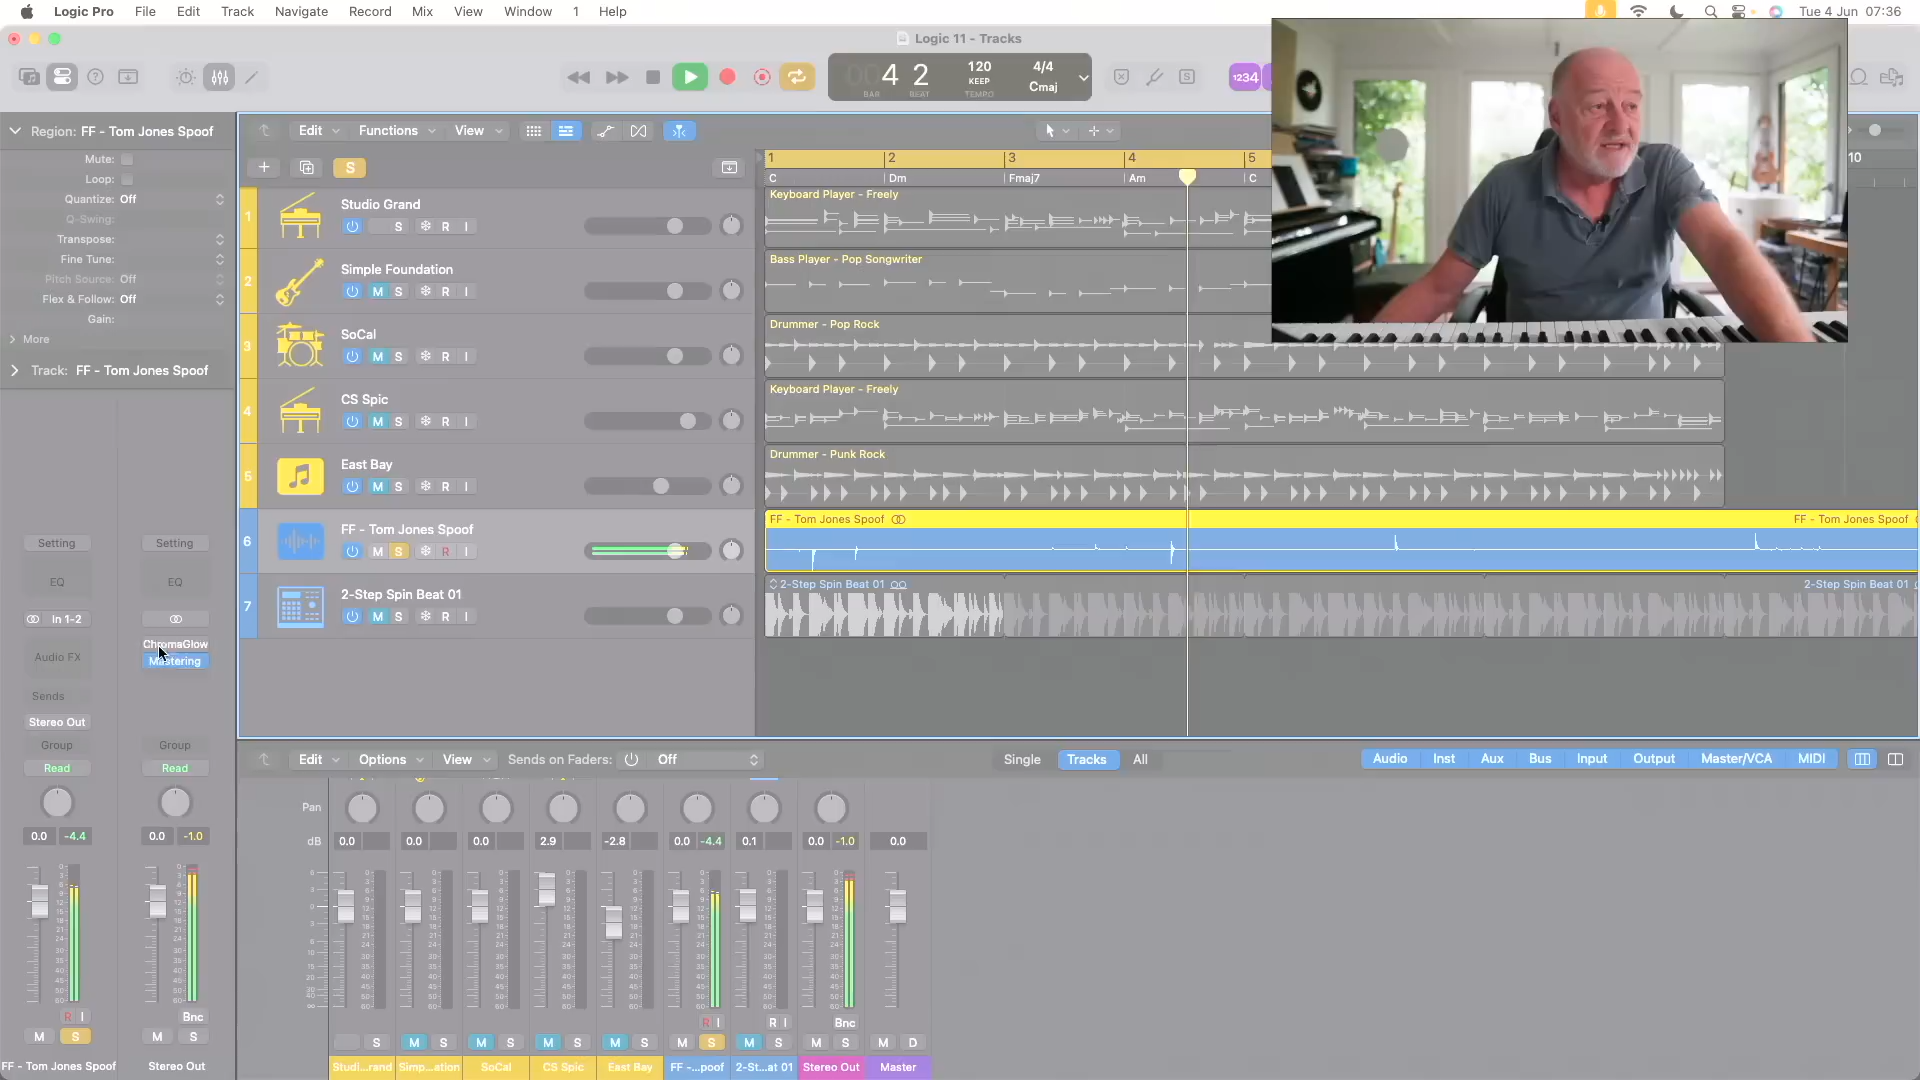 Logic Pro File Edit Track Navigate Record Mix View Window 1 Help
Tue 4 Jun 07:36
Logic 11 - Tracks
4 2
BAR BEAT
120
KEEP
TEMPO
4/4
Cmaj
1234
Region: FF - Tom Jones Spoof
Mute:
Loop:
Quantize: Off
Q-Swing:
Transpose:
Fine Tune:
Pitch Source: Off
Flex & Follow: Off
Gain:
More
Track: FF - Tom Jones Spoof
Edit Functions View
S
1 2 3 4 5 10
C Dm Fmaj7 Am C
1 Studio Grand
S R I
Keyboard Player - Freely
2 Simple Foundation
M S R I
Bass Player - Pop Songwriter
3 SoCal
M S R I
Drummer - Pop Rock
4 CS Spic
M S R I
Keyboard Player - Freely
5 East Bay
M S R I
Drummer - Punk Rock
6 FF - Tom Jones Spoof
M S R I
FF - Tom Jones Spoof FF - Tom Jones Spoof
7 2-Step Spin Beat 01
M S R I
2-Step Spin Beat 01 2-Step Spin Beat 01
Setting Setting
EQ EQ
In 1-2
ChromaGlow
Audio FX Mastering
Sends
Stereo Out
Group Group
Read Read
0.0 -4.4 0.0 -1.0
R I Bnc
M S M S
FF - Tom Jones Spoof Stereo Out
Edit Options View Sends on Faders: Off
Single Tracks All
Audio Inst Aux Bus Input Output Master/VCA MIDI
Pan
dB 0.0 0.0 0.0 2.9 -2.8 0.0 -4.4 0.1 0.0 -1.0 0.0
R I R I Bnc
S M S M S M S M S M S M S M S M D
Studi...rand Simp...ation SoCal CS Spic East Bay FF -...poof 2-St...at 01 Stereo Out Master